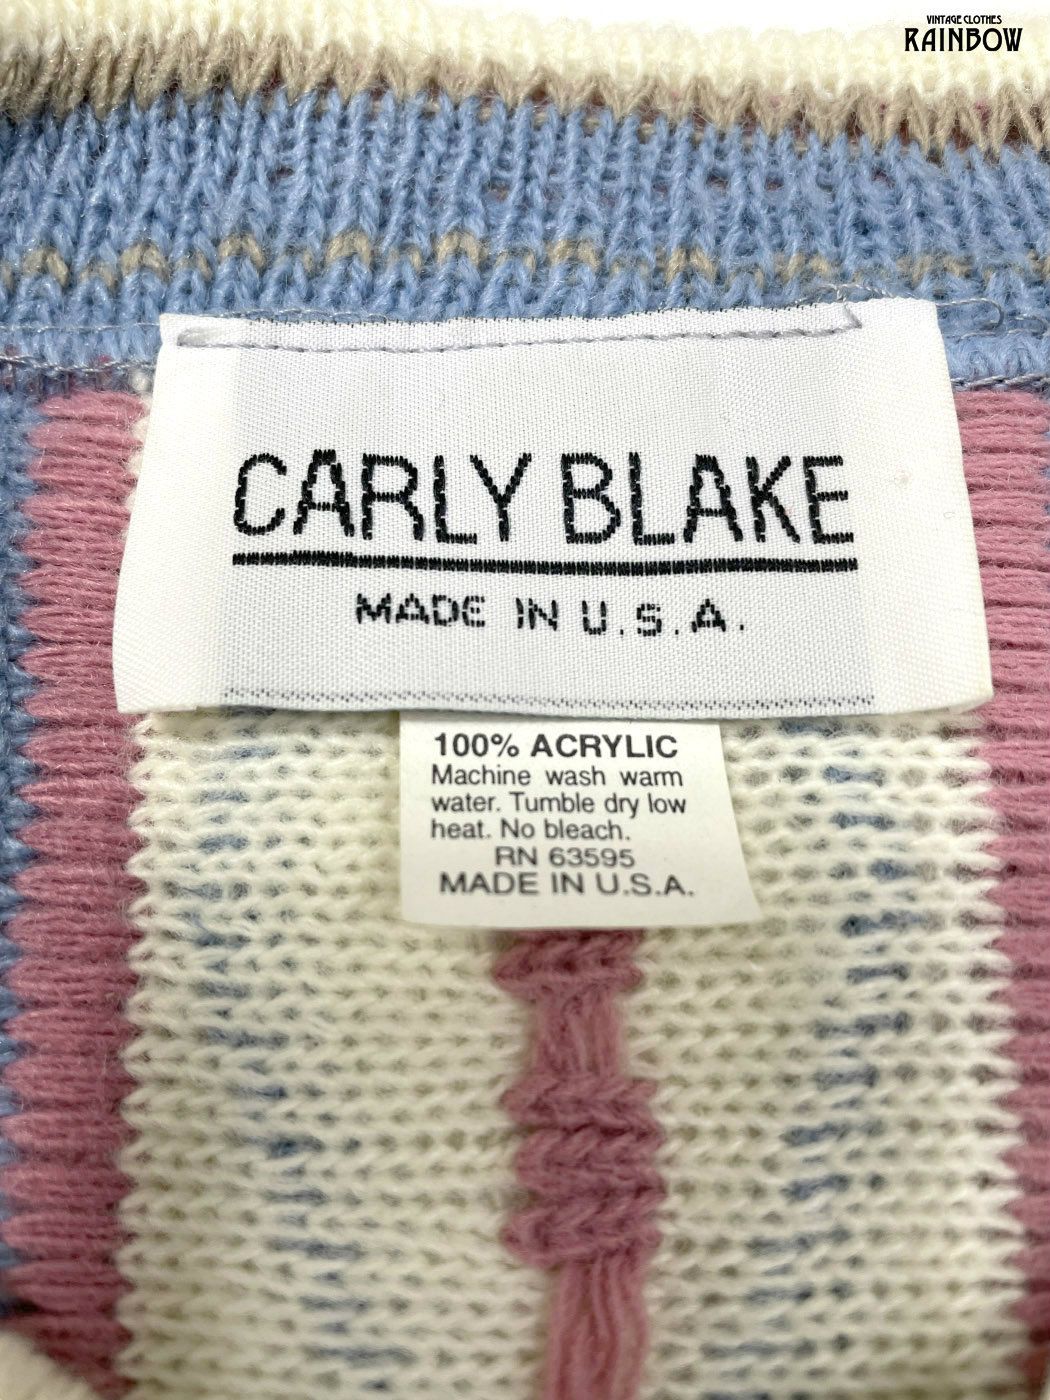 VINTAGE CLOTHES
RAINBOW
CARLY BLAKE
MADE IN U.S.A.
100% ACRYLIC
Machine wash warm
water. Tumble dry low
heat. No bleach.
RN 63595
MADE IN U.S.A.